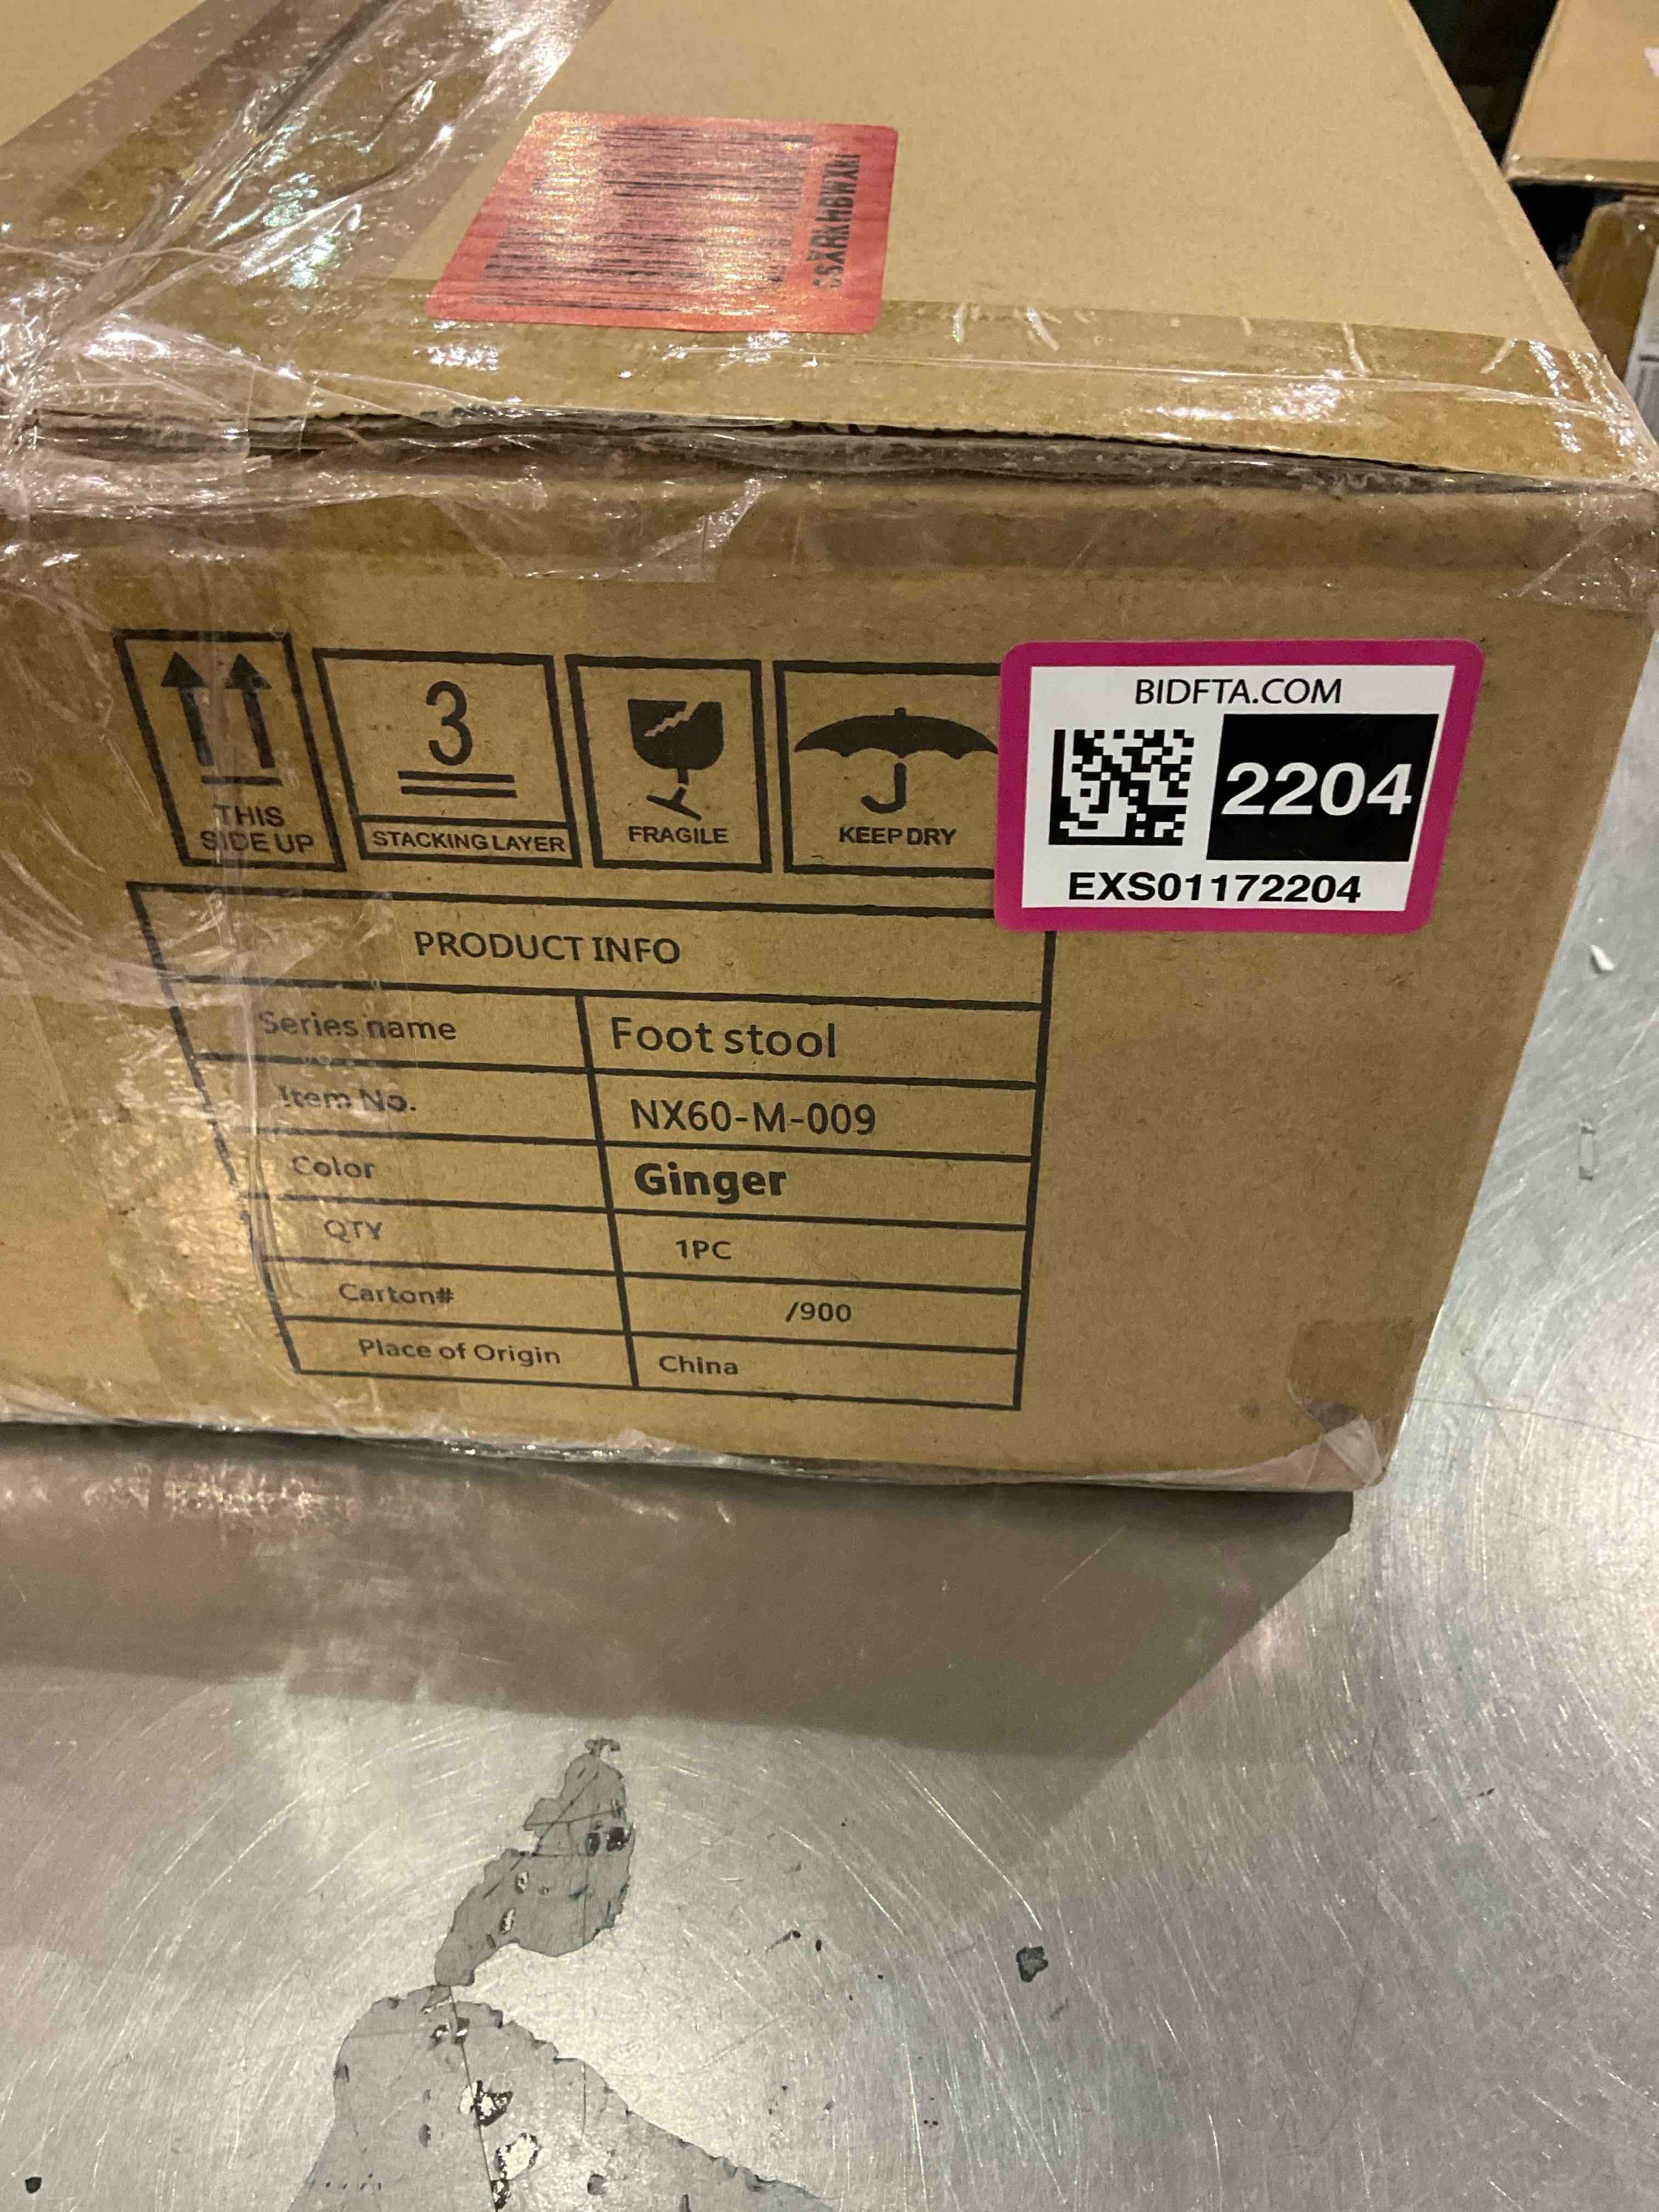 THIS
SIDE UP
3
STACKING LAYER
FRAGILE
KEEP DRY
BIDFTA.COM
2204
EXS01172204
PRODUCT INFO
Series name Foot stool
Item No. NX60-M-009
Color Ginger
QTY 1PC
Carton# /900
Place of Origin China